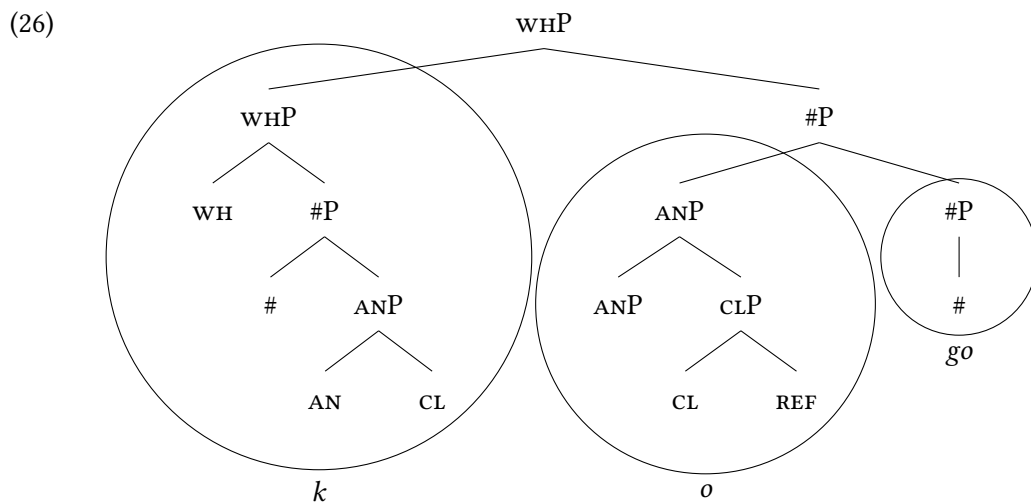 (26)
WHP
WHP #P
WH #P ANP #P
# ANP ANP CLP #
AN CL CL REF
k o go